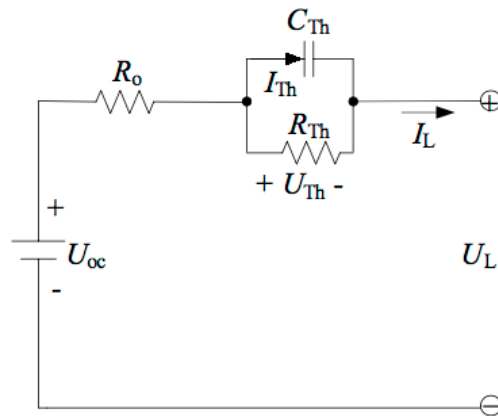 C_Th
R_o
I_Th
R_Th
I_L
+ U_Th -
+
U_oc
U_L
-